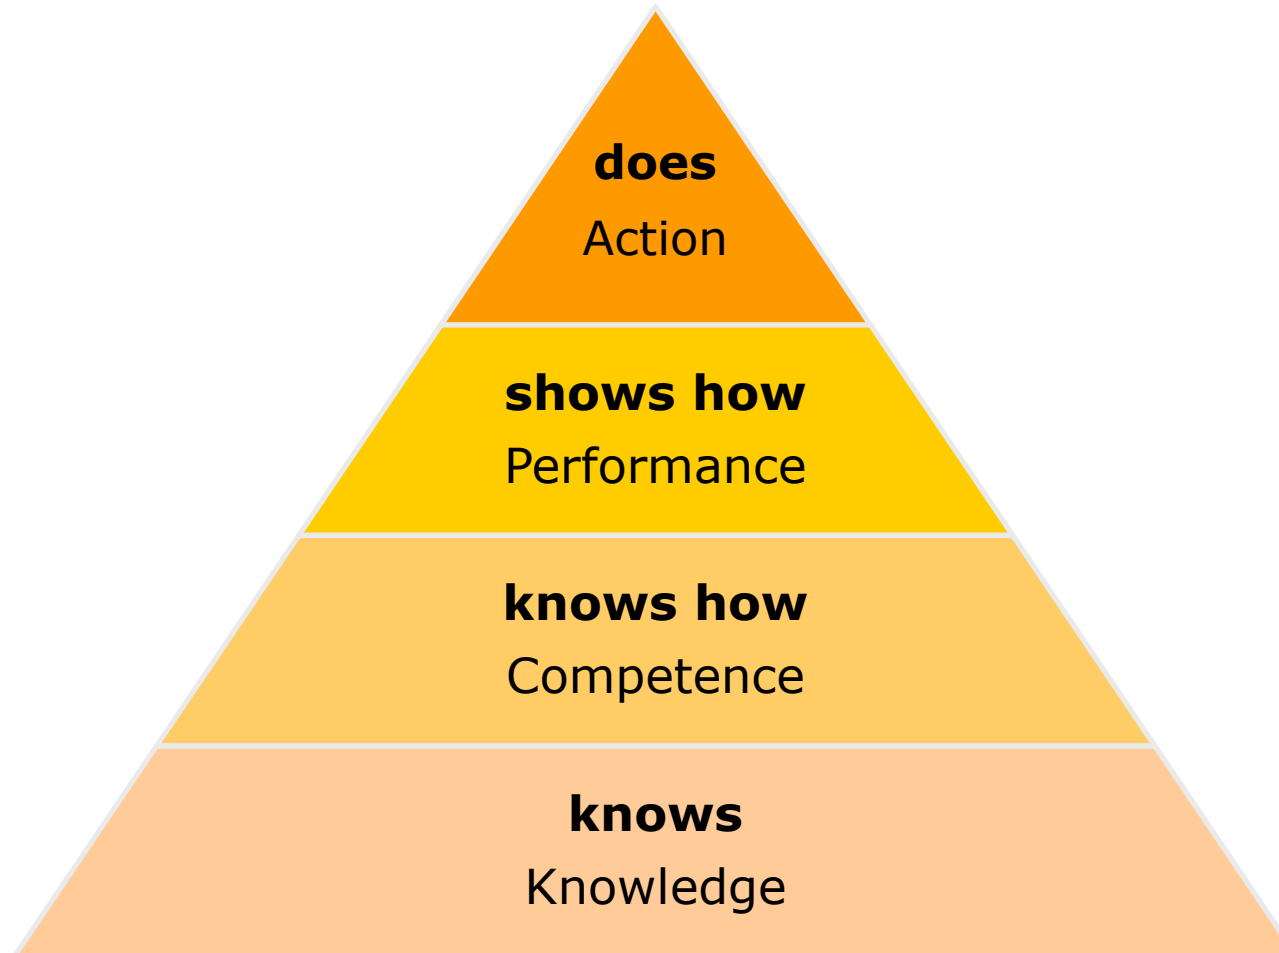 does
Action
shows how
Performance
knows how
Competence
knows
Knowledge